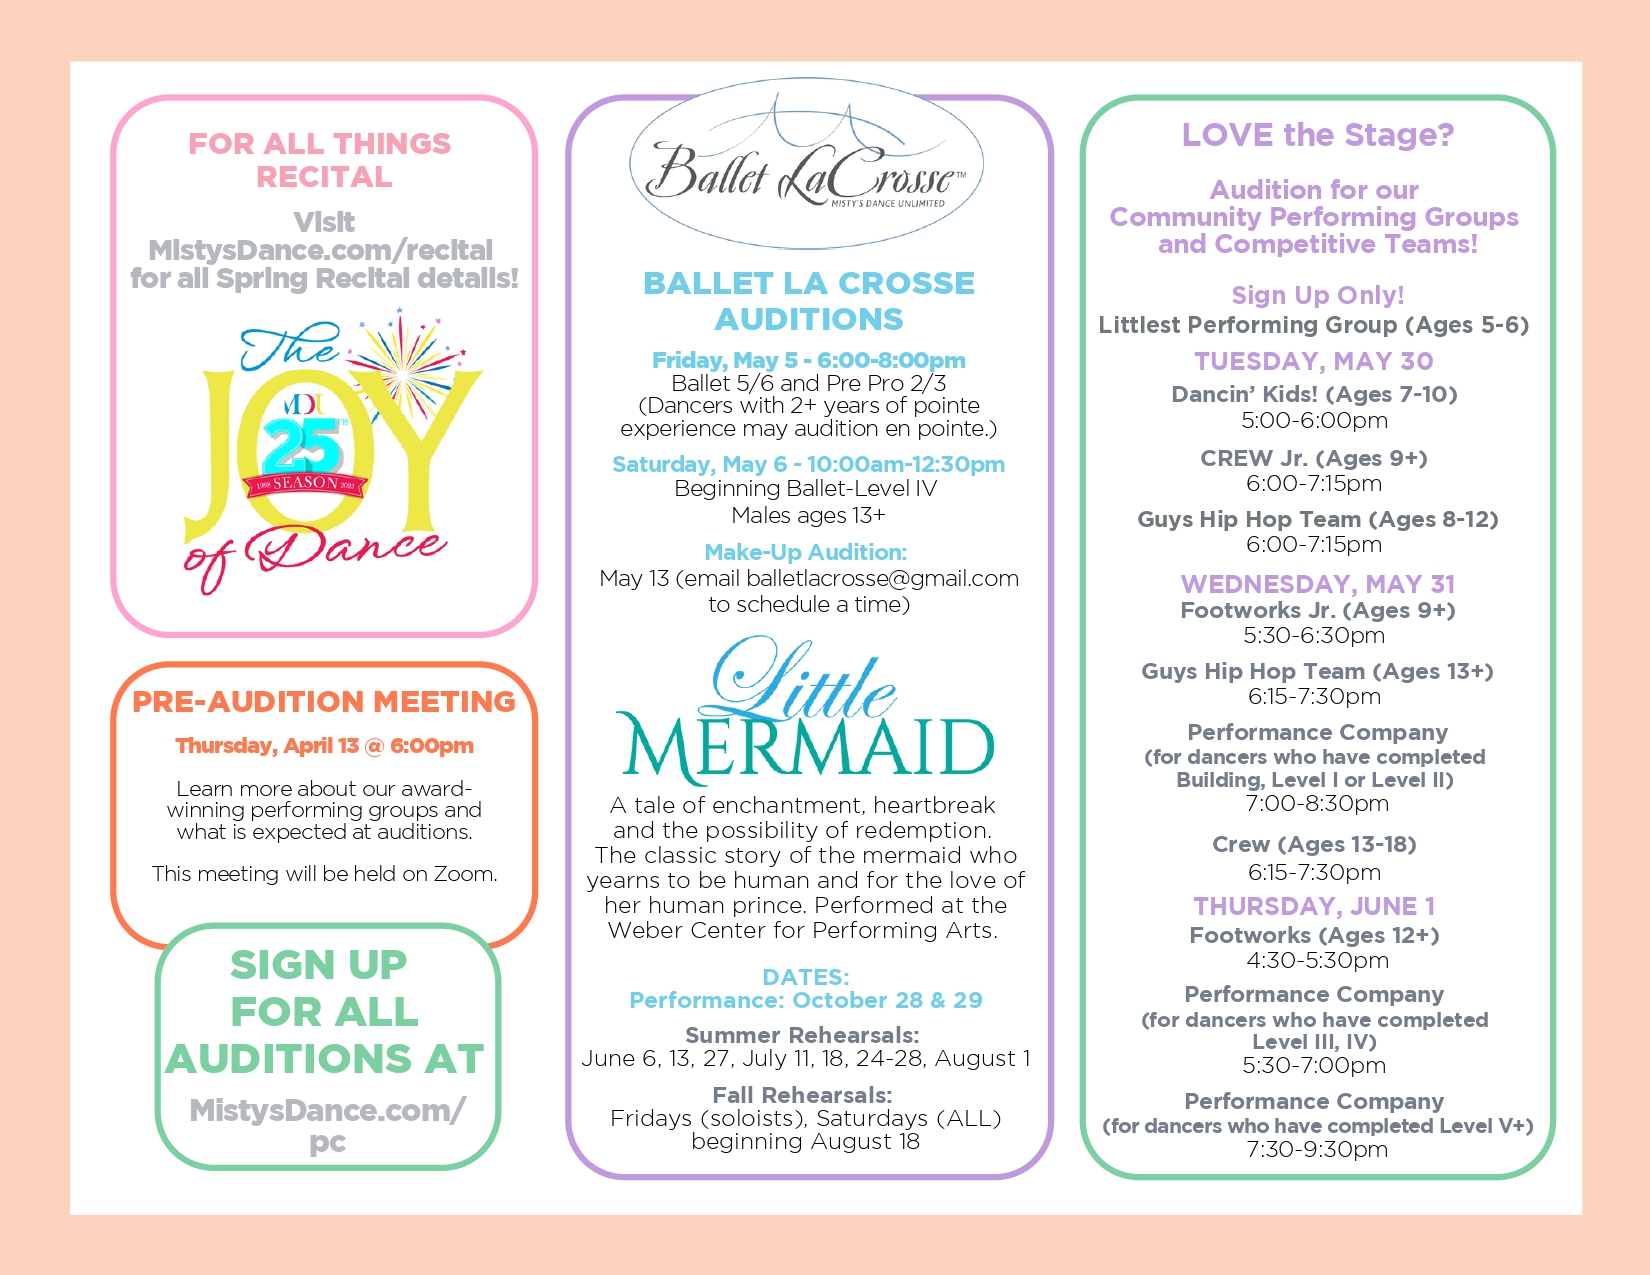 FOR ALL THINGS
RECITAL
Visit
MistysDance.com/recital
for all Spring Recital details!
The
JOY
MDU
25TH
1998 SEASON 2023
of Dance
PRE-AUDITION MEETING
Thursday, April 13 @ 6:00pm
Learn more about our award-
winning performing groups and
what is expected at auditions.
This meeting will be held on Zoom.
SIGN UP
FOR ALL
AUDITIONS AT
MistysDance.com/
pc
Ballet LaCrosse™
MISTY'S DANCE UNLIMITED
BALLET LA CROSSE
AUDITIONS
Friday, May 5 - 6:00-8:00pm
Ballet 5/6 and Pre Pro 2/3
(Dancers with 2+ years of pointe
experience may audition en pointe.)
Saturday, May 6 - 10:00am-12:30pm
Beginning Ballet-Level IV
Males ages 13+
Make-Up Audition:
May 13 (email balletlacrosse@gmail.com
to schedule a time)
Little
MERMAID
A tale of enchantment, heartbreak
and the possibility of redemption.
The classic story of the mermaid who
yearns to be human and for the love of
her human prince. Performed at the
Weber Center for Performing Arts.
DATES:
Performance: October 28 & 29
Summer Rehearsals:
June 6, 13, 27, July 11, 18, 24-28, August 1
Fall Rehearsals:
Fridays (soloists), Saturdays (ALL)
beginning August 18
LOVE the Stage?
Audition for our
Community Performing Groups
and Competitive Teams!
Sign Up Only!
Littlest Performing Group (Ages 5-6)
TUESDAY, MAY 30
Dancin’ Kids! (Ages 7-10)
5:00-6:00pm
CREW Jr. (Ages 9+)
6:00-7:15pm
Guys Hip Hop Team (Ages 8-12)
6:00-7:15pm
WEDNESDAY, MAY 31
Footworks Jr. (Ages 9+)
5:30-6:30pm
Guys Hip Hop Team (Ages 13+)
6:15-7:30pm
Performance Company
(for dancers who have completed
Building, Level I or Level II)
7:00-8:30pm
Crew (Ages 13-18)
6:15-7:30pm
THURSDAY, JUNE 1
Footworks (Ages 12+)
4:30-5:30pm
Performance Company
(for dancers who have completed
Level III, IV)
5:30-7:00pm
Performance Company
(for dancers who have completed Level V+)
7:30-9:30pm